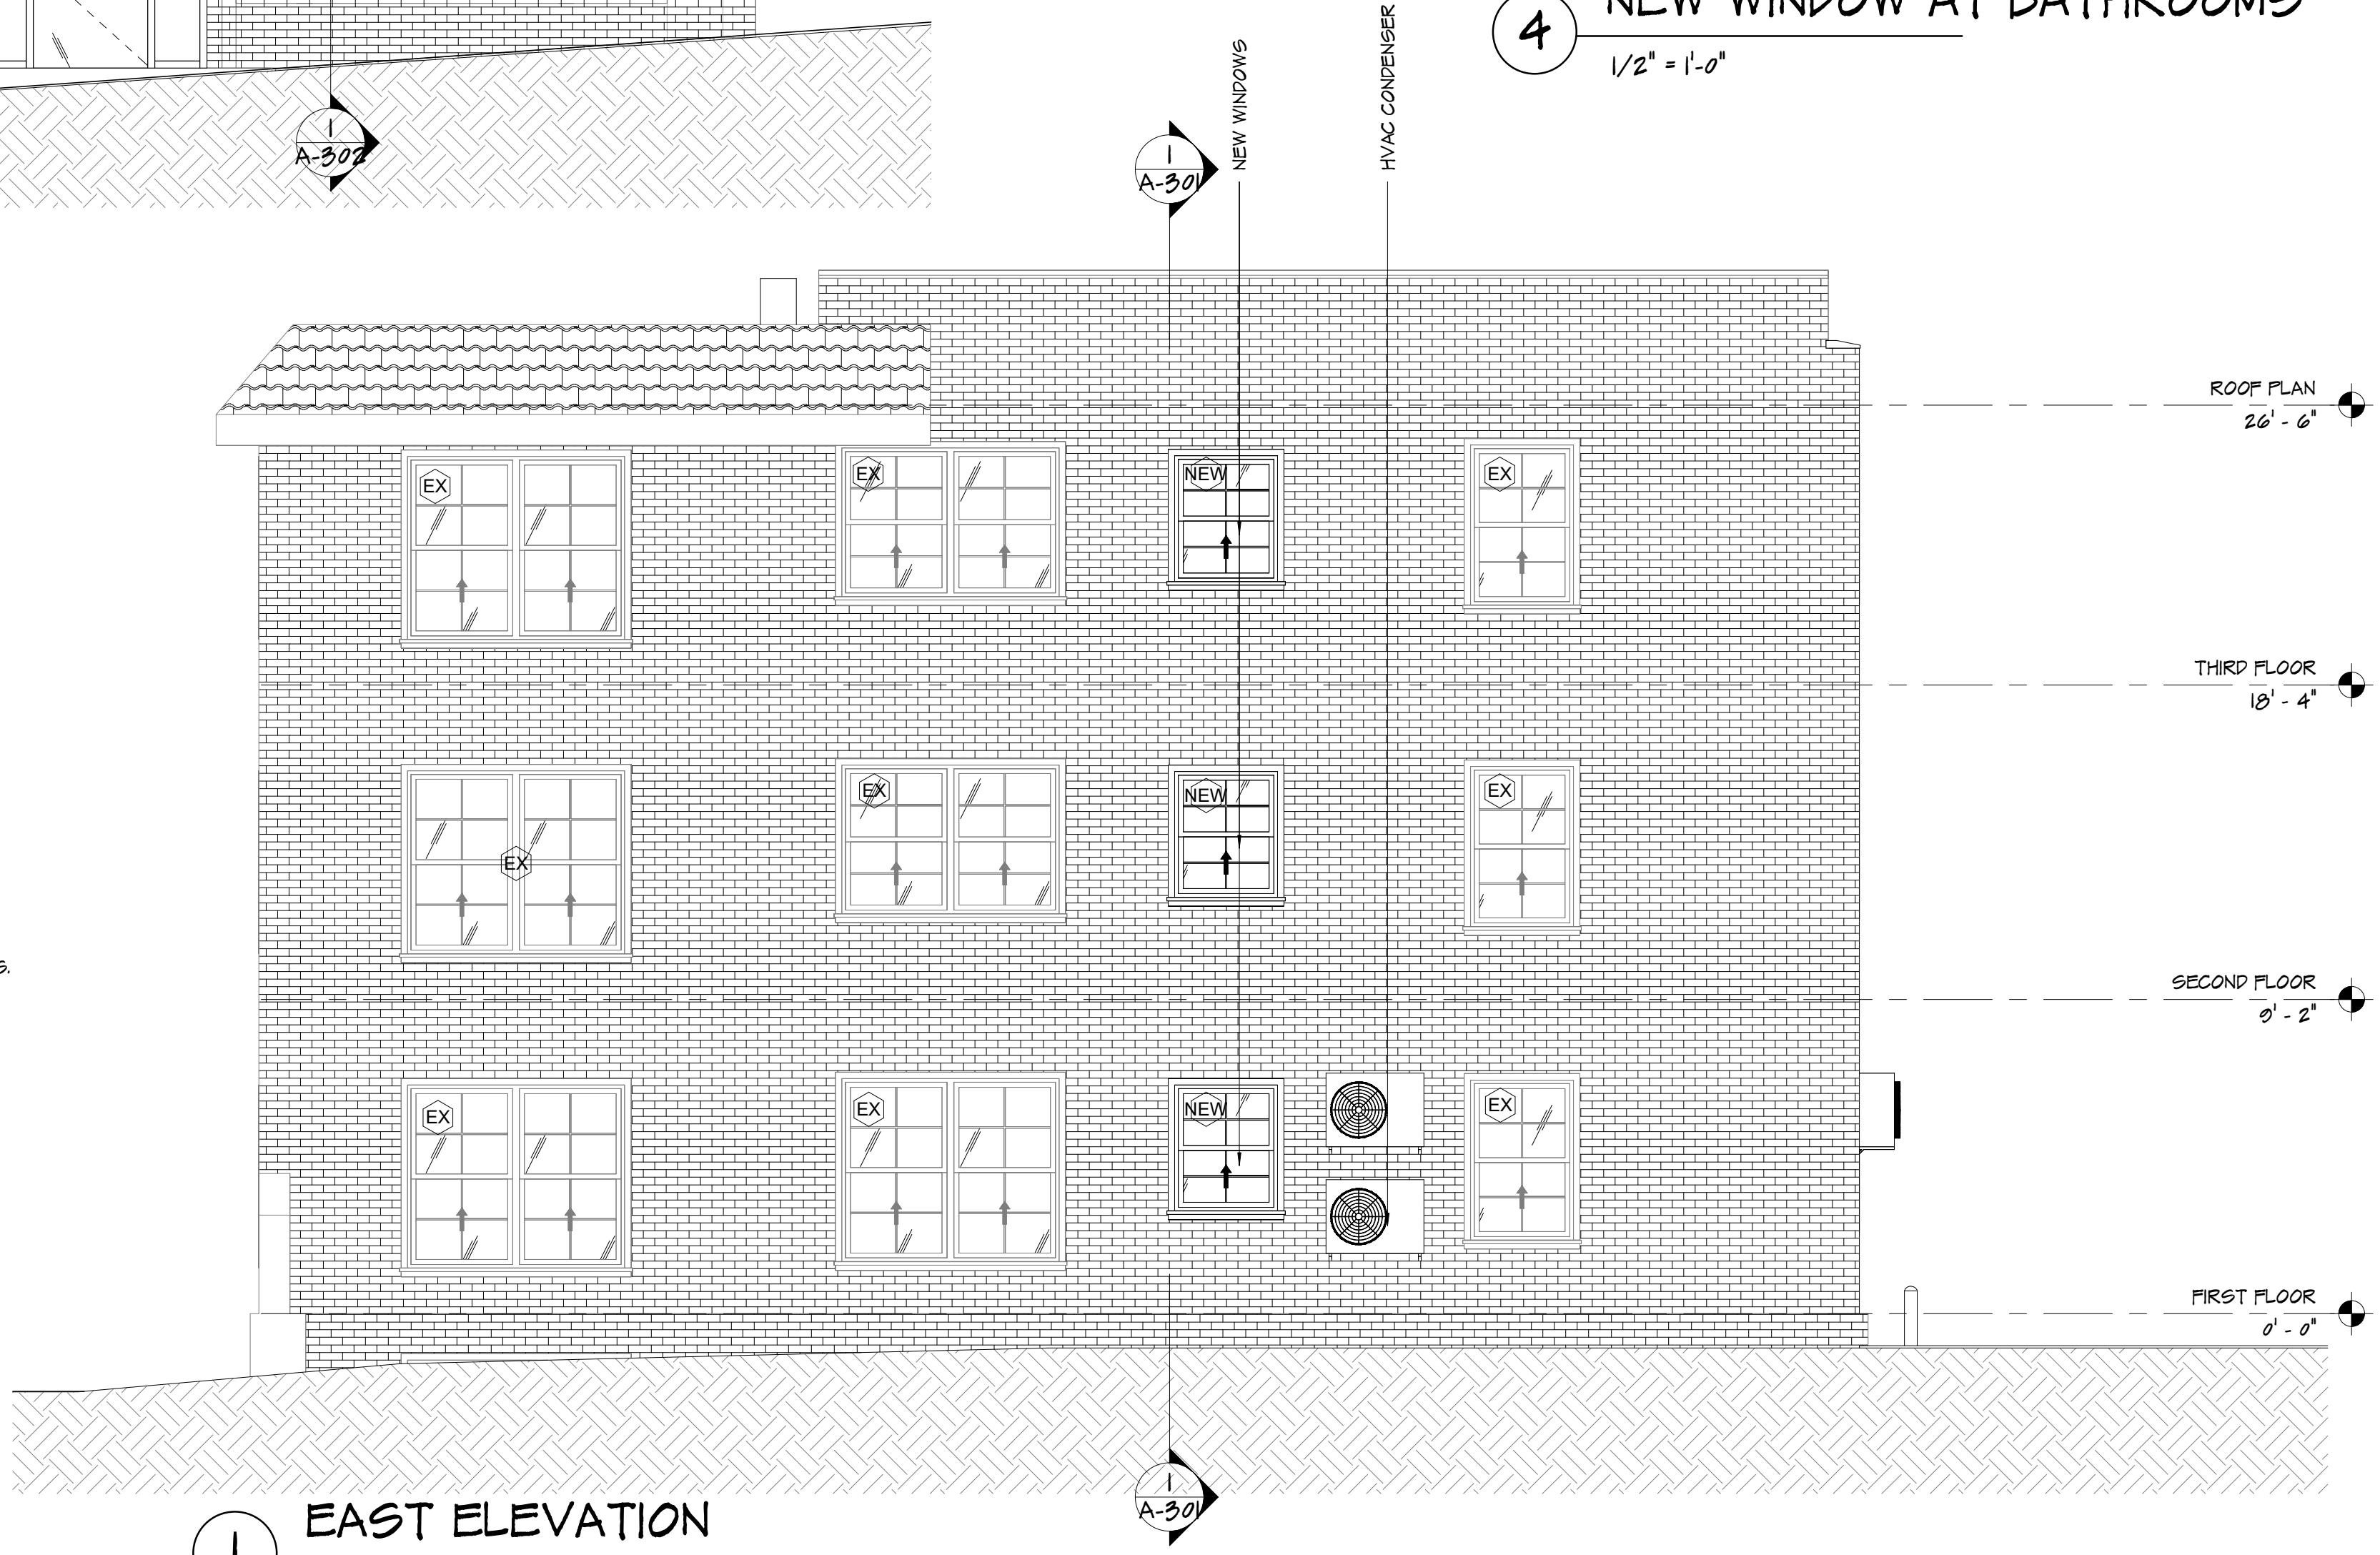 NEW WINDOW AT BATHROOMS
4
1/2" = 1'-0"
NEW WINDOWS
HVAC CONDENSER
1
A-302
1
A-301
ROOF PLAN
26' - 6"
EX
EX
NEW
EX
THIRD FLOOR
18' - 4"
EX
EX
NEW
EX
S.
SECOND FLOOR
9' - 2"
EX
EX
NEW
EX
FIRST FLOOR
0' - 0"
1
A-301
EAST ELEVATION
1